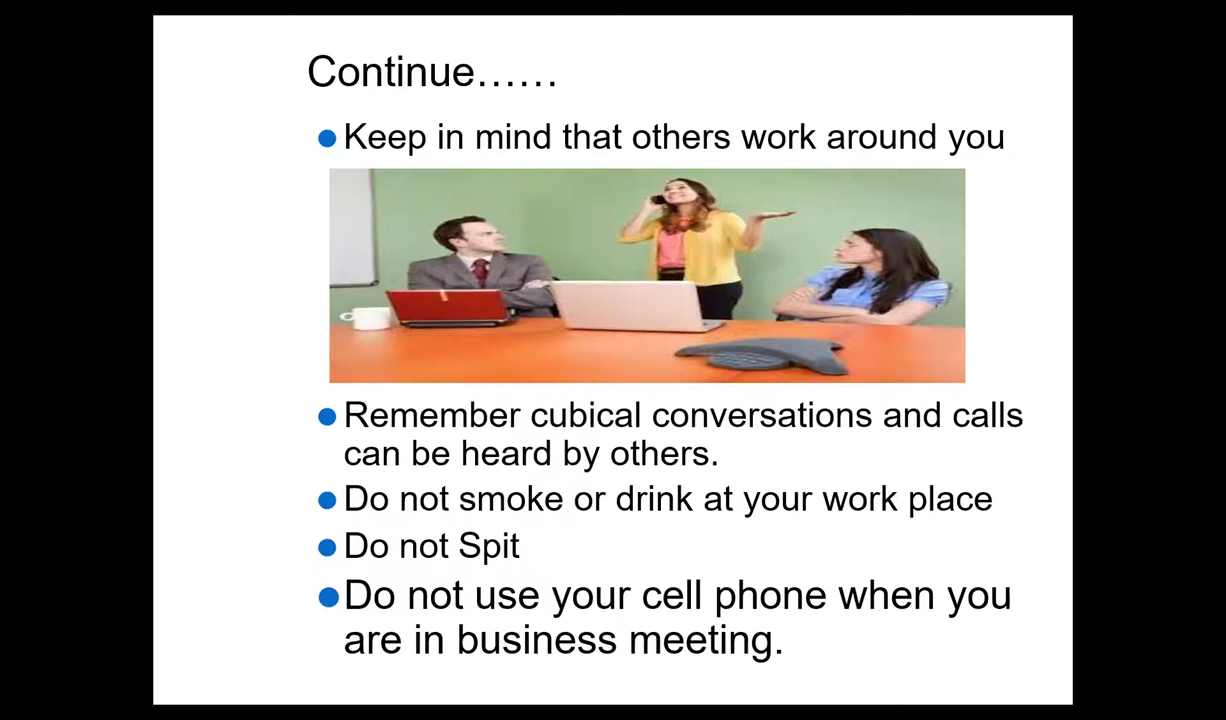 Continue……
Keep in mind that others work around you
Remember cubical conversations and calls
can be heard by others.
Do not smoke or drink at your work place
Do not Spit
Do not use your cell phone when you
are in business meeting.